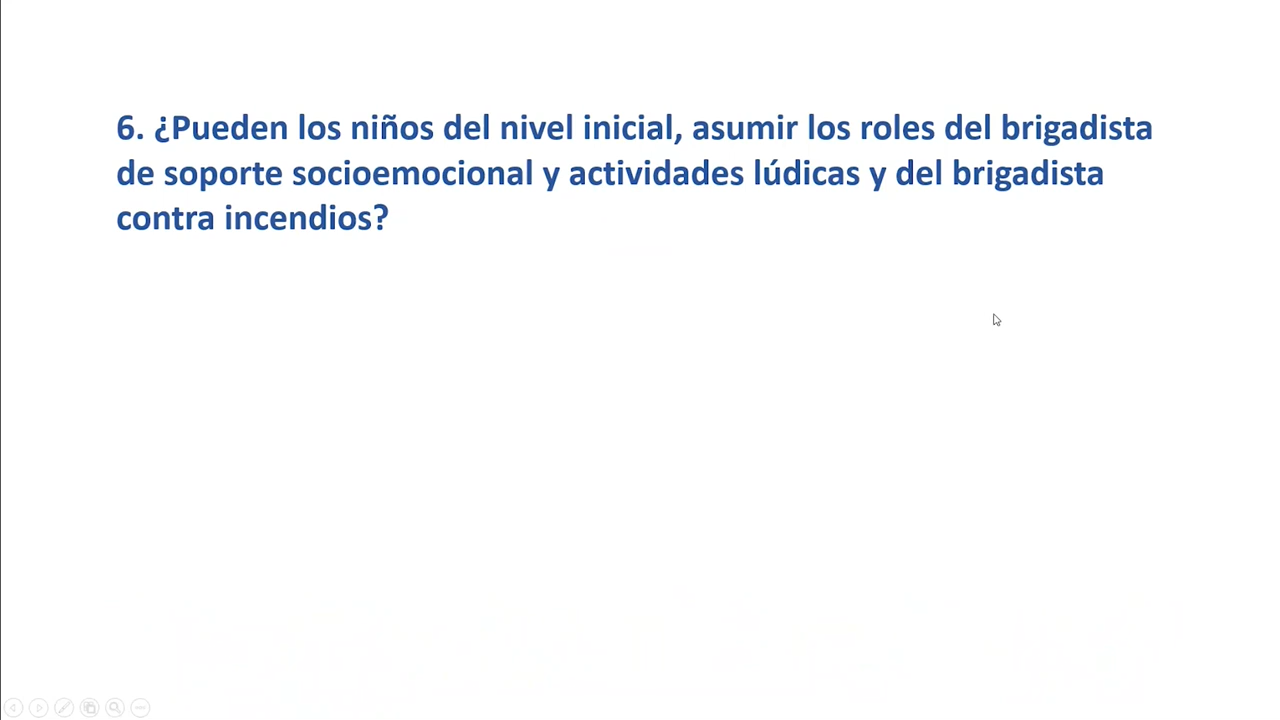 6. ¿Pueden los niños del nivel inicial, asumir los roles del brigadista
de soporte socioemocional y actividades lúdicas y del brigadista
contra incendios?